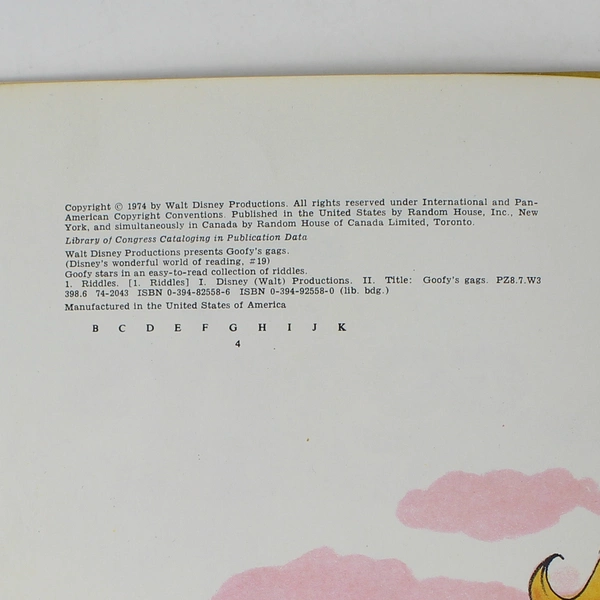 Copyright © 1974 by Walt Disney Productions. All rights reserved under International and Pan-
American Copyright Conventions. Published in the United States by Random House, Inc., New
York, and simultaneously in Canada by Random House of Canada Limited, Toronto.
Library of Congress Cataloging in Publication Data
Walt Disney Productions presents Goofy's gags.
(Disney's wonderful world of reading, #19)
Goofy stars in an easy-to-read collection of riddles.
1. Riddles. [1. Riddles] I. Disney (Walt) Productions. II. Title: Goofy's gags. PZ8.7.W3
398.6 74-2043 ISBN 0-394-82558-6 ISBN 0-394-92558-0 (lib. bdg.)
Manufactured in the United States of America
B C D E F G H I J K
4